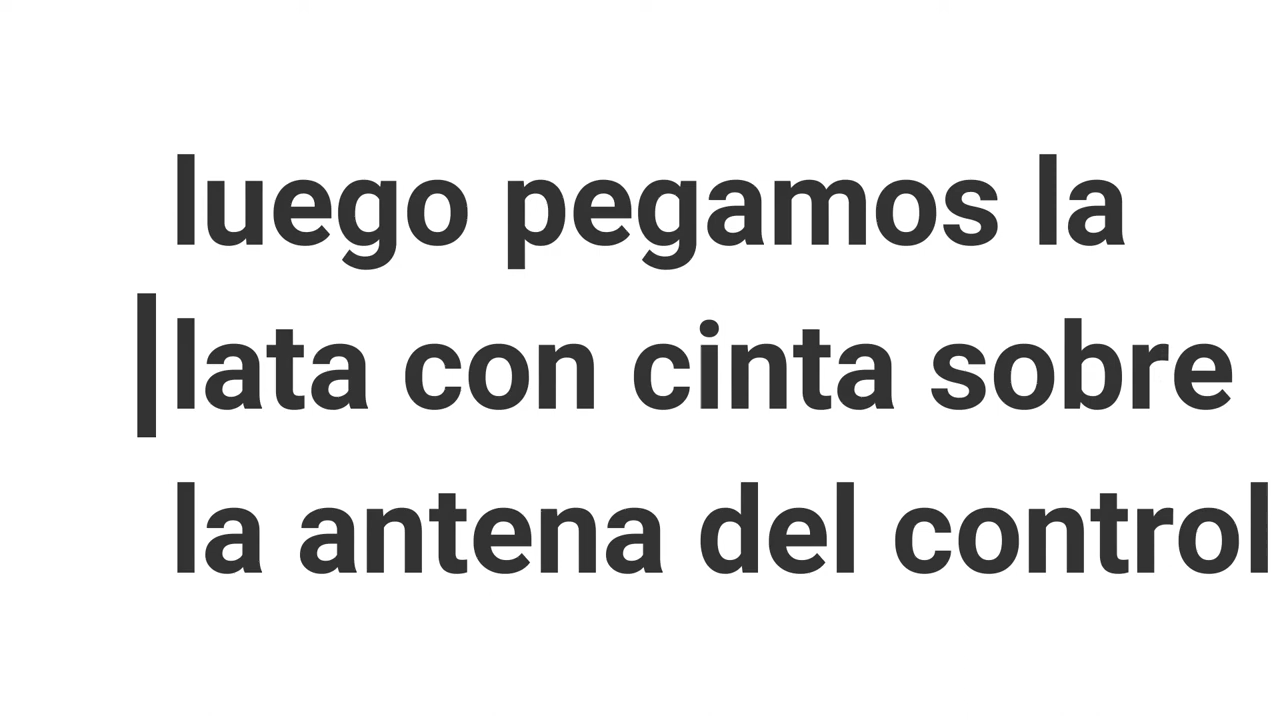 luego pegamos la
lata con cinta sobre
la antena del control